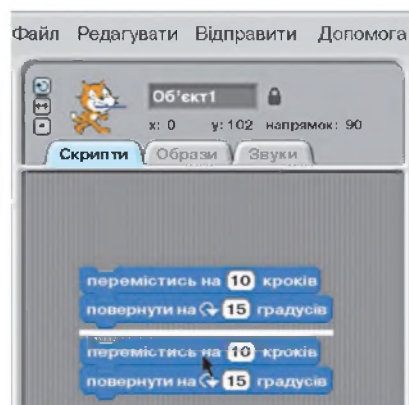 Файл Редагувати Відправити Допомога
Об'єкт1
x: 0 y: 102 напрямок: 90
Скрипти Образи Звуки
перемістись на 10 кроків
повернути на 15 градусів
перемістись на 10 кроків
повернути на 15 градусів